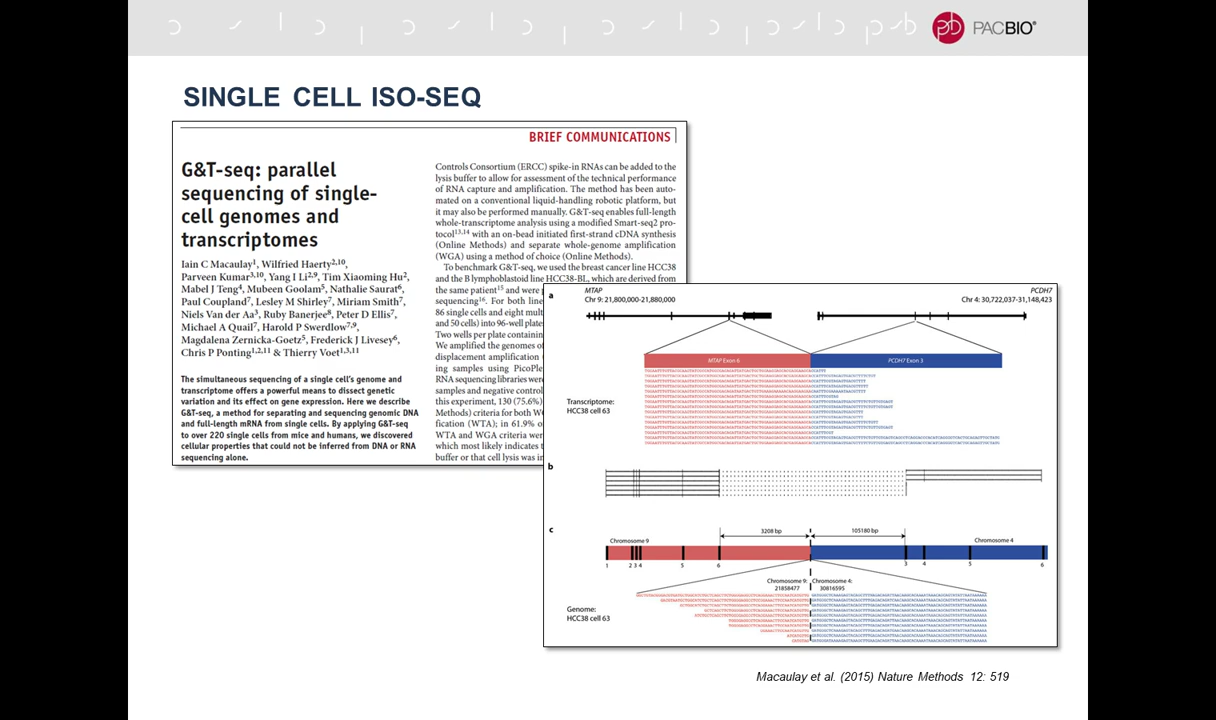 PACBIO®
SINGLE CELL ISO-SEQ
BRIEF COMMUNICATIONS
G&T-seq: parallel
sequencing of single-
cell genomes and
transcriptomes
Iain C Macaulay1, Wilfried Haerty2,10,
Parveen Kumar3,10, Yang I Li2,9, Tim Xiaoming Hu2,
Mabel J Teng4, Mubeen Goolam5, Nathalie Saurat6,
Paul Coupland7, Lesley M Shirley7, Miriam Smith7,
Niels Van der Aa3, Ruby Banerjee8, Peter D Ellis7,
Michael A Quail7, Harold P Swerdlow7,9,
Magdalena Zernicka-Goetz5, Frederick J Livesey6,
Chris P Ponting1,2,11 & Thierry Voet1,3,11
The simultaneous sequencing of a single cell's genome and
transcriptome offers a powerful means to dissect genetic
variation and its effect on gene expression. Here we describe
G&T-seq, a method for separating and sequencing genomic DNA
and full-length mRNA from single cells. By applying G&T-seq
to over 220 single cells from mice and humans, we discovered
cellular properties that could not be inferred from DNA or RNA
sequencing alone.
Controls Consortium (ERCC) spike-in RNAs can be added to the
lysis buffer to allow for assessment of the technical performance
of RNA capture and amplification. The method has been auto-
mated on a conventional liquid-handling robotic platform, but
it may also be performed manually. G&T-seq enables full-length
whole-transcriptome analysis using a modified Smart-seq2 pro-
tocol13,14 with an on-bead initiated first-strand cDNA synthesis
(Online Methods) and separate whole-genome amplification
(WGA) using a method of choice (Online Methods).
To benchmark G&T-seq, we used the breast cancer line HCC38
and the B lymphoblastoid line HCC38-BL, which are derived from
the same patient15 and were
sequencing16. For both line
86 single cells and eight mult
and 50 cells) into 96-well plate
Two wells per plate containing
We amplified the genomes o
displacement amplification
ing samples using PicoPle
RNA sequencing libraries were
samples and negative control
this experiment, 130 (75.6%)
Methods) criteria for both W
fication (WTA); in 61.9% o
WTA and WGA criteria wer
which most likely indicates t
buffer or that cell lysis was in
a
MTAP
Chr 9: 21,800,000-21,880,000
PCDH7
Chr 4: 30,722,037-31,148,423
MTAP Exon 6
PCDH7 Exon 3
Transcriptome:
HCC38 cell 63
b
c
3208 bp
105180 bp
Chromosome 9
Chromosome 4
1 2 3 4 5 6 3 4 5 6
Chromosome 9: Chromosome 4:
21858477 30816595
Genome:
HCC38 cell 63
Macaulay et al. (2015) Nature Methods 12: 519